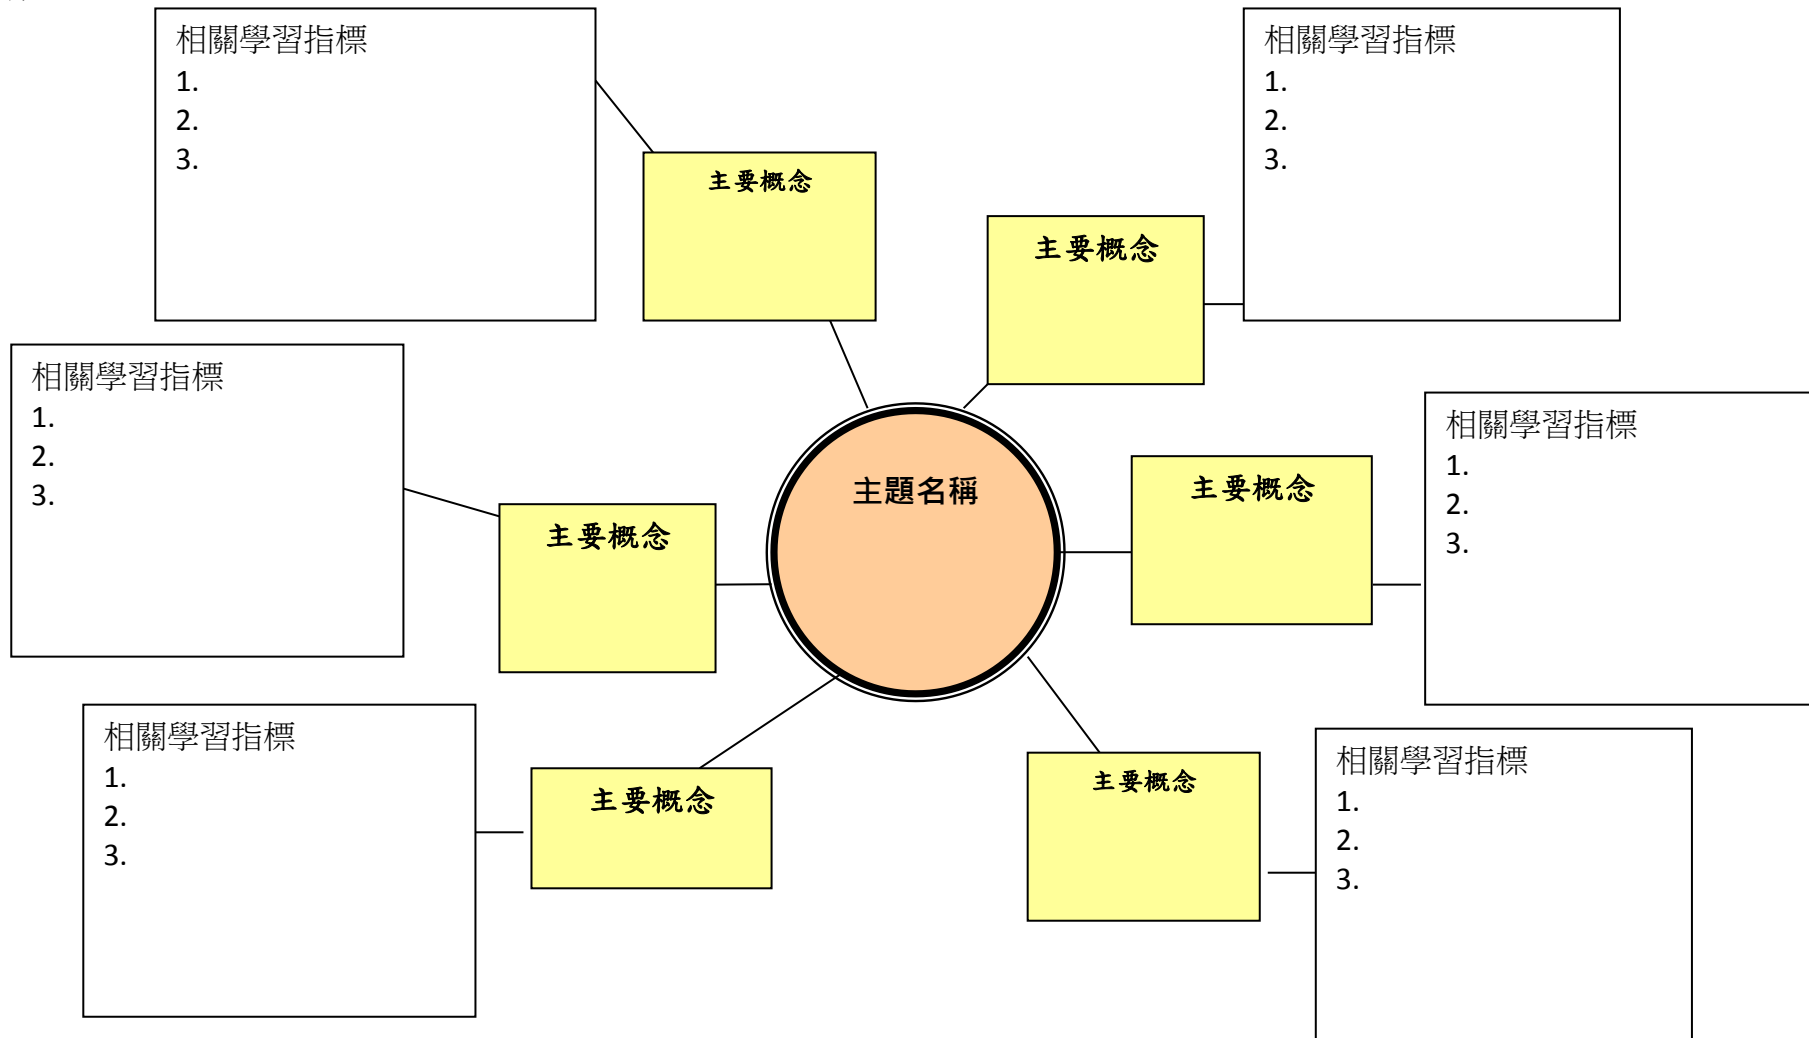 相關學習指標
1.
2.
3.
主要概念
相關學習指標
1.
2.
3.
主要概念
相關學習指標
1.
2.
3.
主要概念
主題名稱
主要概念
相關學習指標
1.
2.
3.
相關學習指標
1.
2.
3.
主要概念
主要概念
相關學習指標
1.
2.
3.